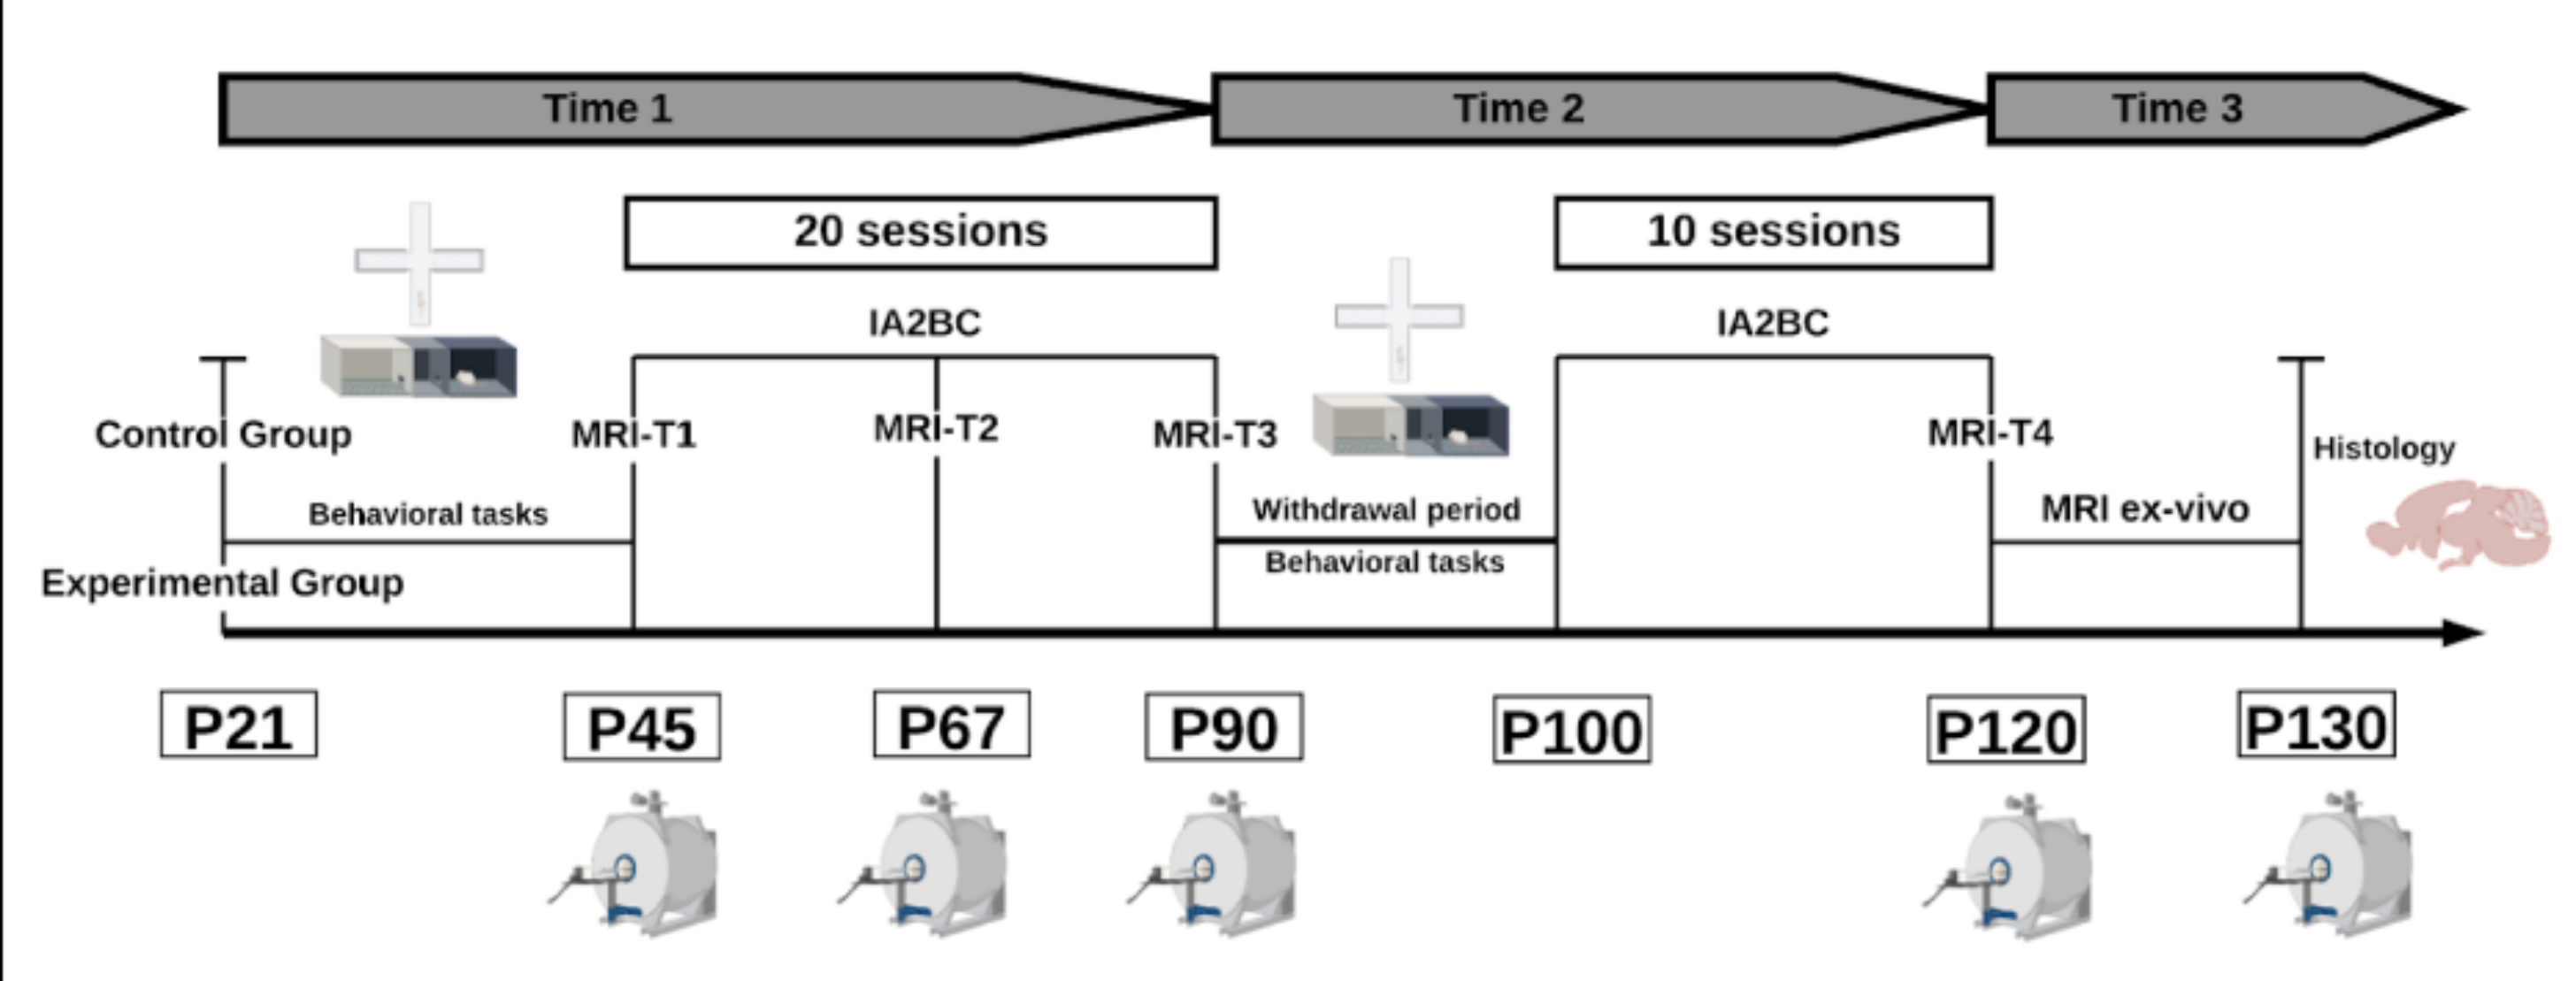 Time 1
Time 2
Time 3
20 sessions
10 sessions
IA2BC
IA2BC
Control Group
MRI-T1
MRI-T2
MRI-T3
MRI-T4
Histology
Behavioral tasks
Withdrawal period
MRI ex-vivo
Behavioral tasks
Experimental Group
P21
P45
P67
P90
P100
P120
P130